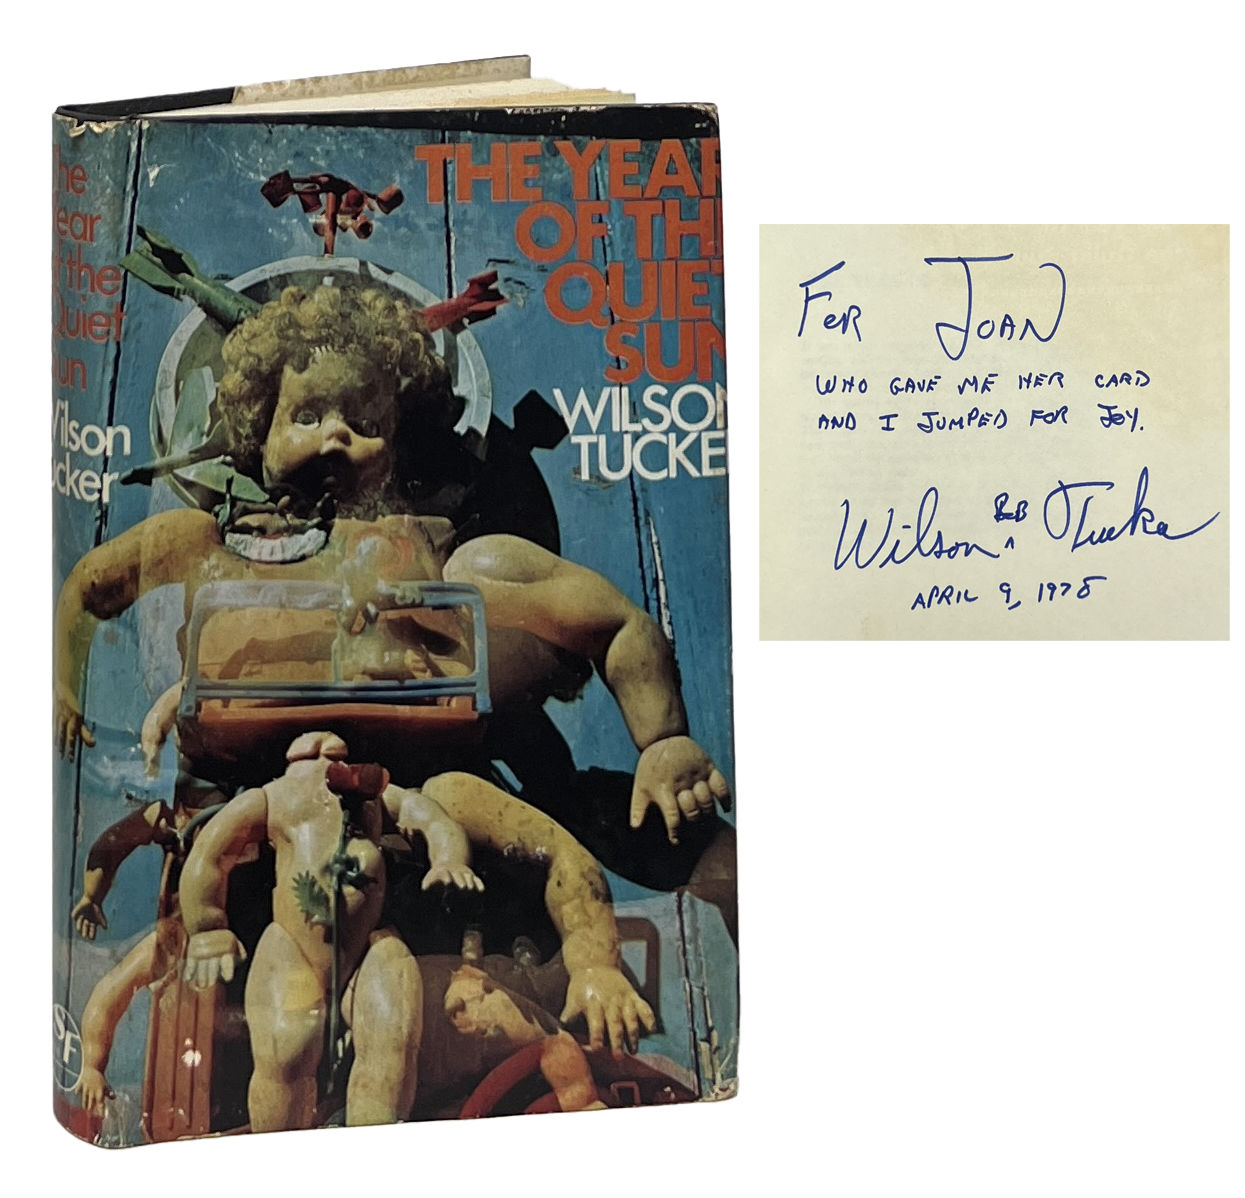 The
Year
of the
Quiet
Sun
Wilson
Tucker
SF
THE YEAR
OF THE
QUIET
SUN
WILSON
TUCKER
FOR JOAN
WHO GAVE ME HER CARD
AND I JUMPED FOR JOY.
Wilson "BOB" Tucker
APRIL 9, 1978